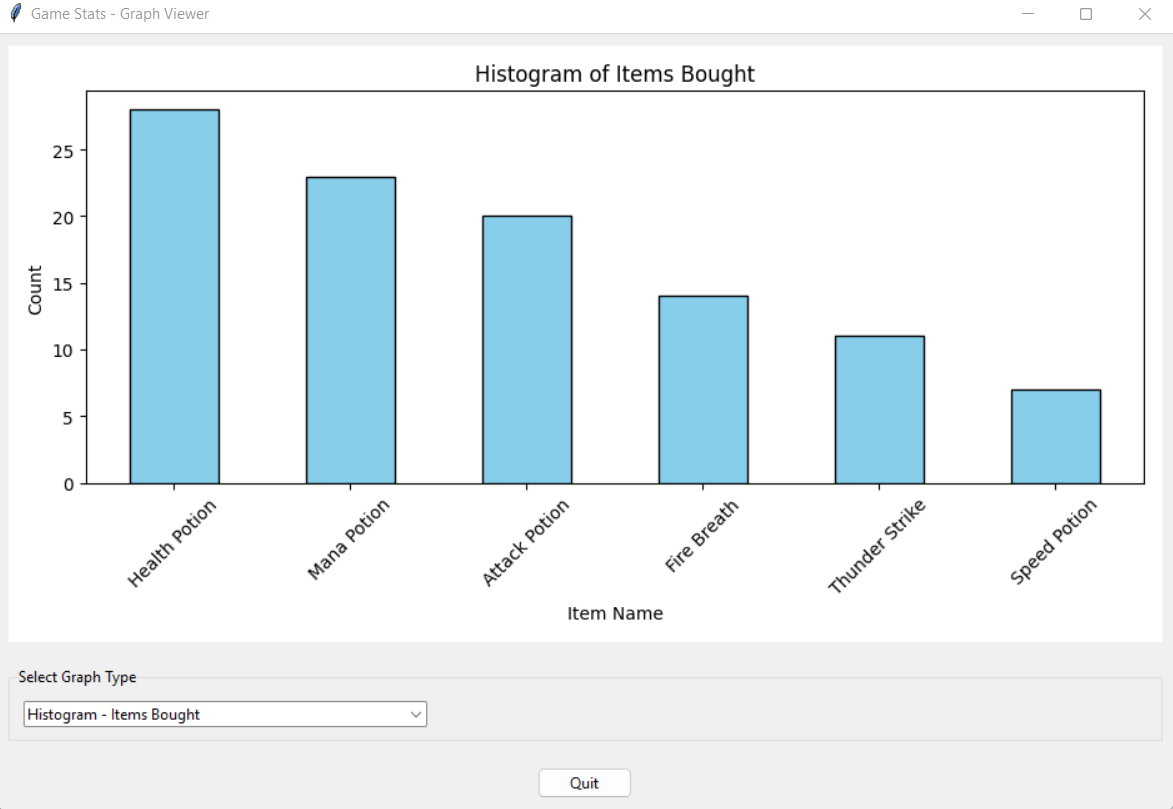 Game Stats - Graph Viewer
Histogram of Items Bought
25
20
15
10
5
0
Count
Health Potion
Mana Potion
Attack Potion
Fire Breath
Thunder Strike
Speed Potion
Item Name
Select Graph Type
Histogram - Items Bought
Quit